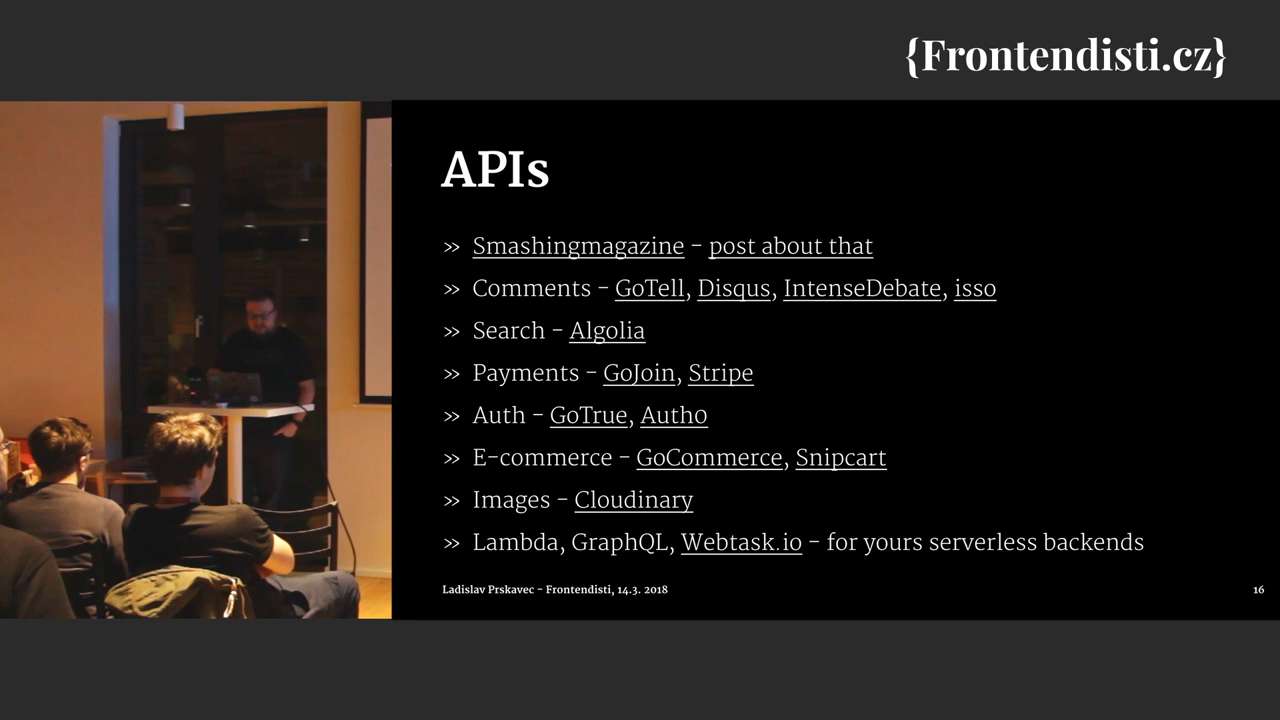 {Frontendisti.cz}
APIs
» Smashingmagazine - post about that
» Comments - GoTell, Disqus, IntenseDebate, isso
» Search - Algolia
» Payments - GoJoin, Stripe
» Auth - GoTrue, Auth0
» E-commerce - GoCommerce, Snipcart
» Images - Cloudinary
» Lambda, GraphQL, Webtask.io - for yours serverless backends
Ladislav Prskavec - Frontendisti, 14.3. 2018
16